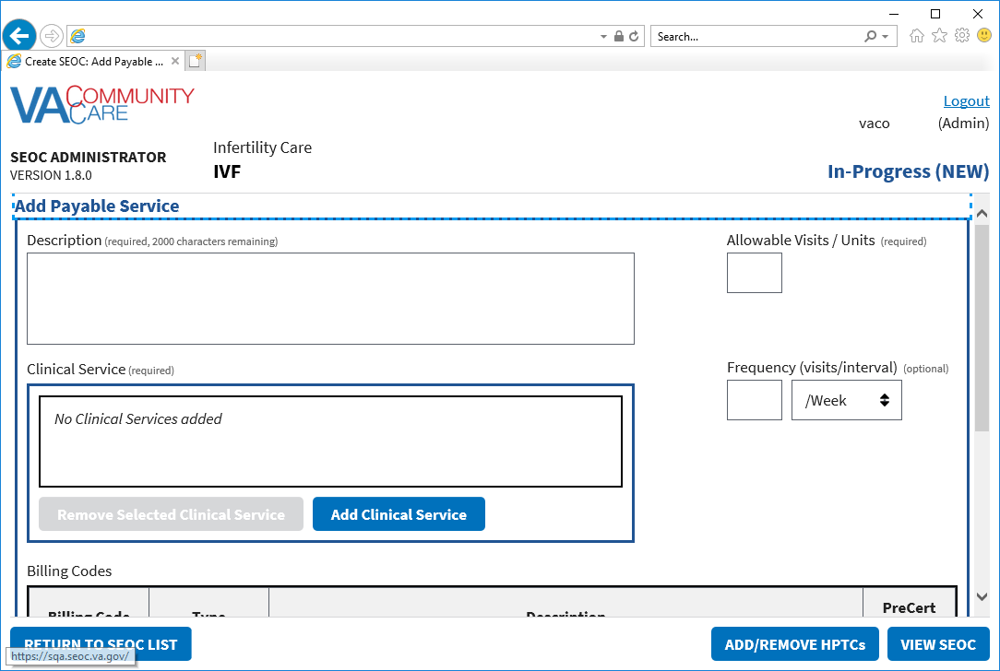 Search...
Create SEOC: Add Payable ...
VA COMMUNITY CARE
Logout
vaco (Admin)
SEOC ADMINISTRATOR
VERSION 1.8.0
Infertility Care
IVF
In-Progress (NEW)
Add Payable Service
Description (required, 2000 characters remaining)
Allowable Visits / Units (required)
Clinical Service (required)
Frequency (visits/interval) (optional)
No Clinical Services added
/Week
Remove Selected Clinical Service
Add Clinical Service
Billing Codes
Billing Code Type Description PreCert
RETURN TO SEOC LIST
ADD/REMOVE HPTCs
VIEW SEOC
https://sqa.seoc.va.gov/